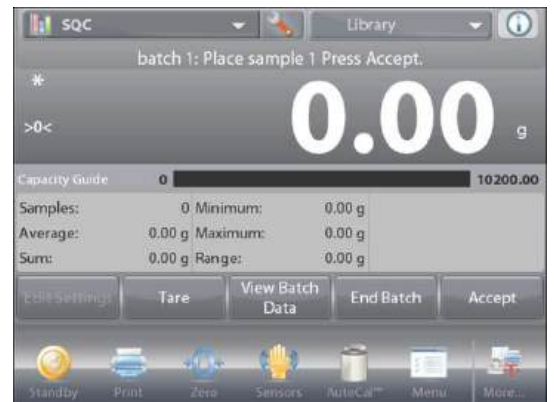 SQC Library
batch 1: Place sample 1 Press Accept.
*
>0<
0.00 g
Capacity Guide 0 10200.00
Samples: 0 Minimum: 0.00 g
Average: 0.00 g Maximum: 0.00 g
Sum: 0.00 g Range: 0.00 g
Edit Settings Tare View Batch Data End Batch Accept
Standby Print Zero Sensors AutoCal™ Menu More...